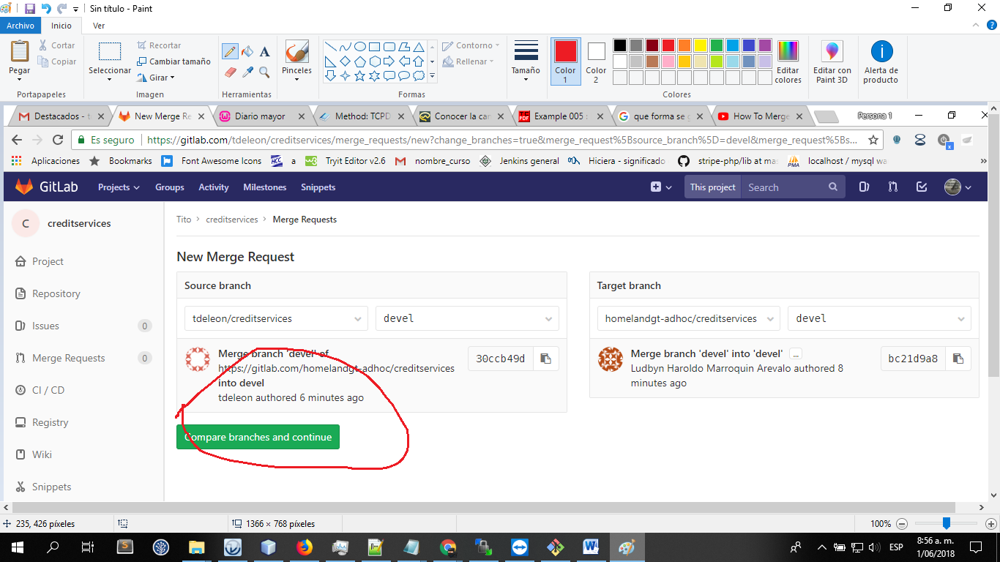 Sin título - Paint
Archivo Inicio Ver
Pegar Cortar Copiar
Seleccionar Recortar Cambiar tamaño Girar
A
Pinceles
Contorno Rellenar
Tamaño
Color 1 Color 2
Editar colores
Editar con Paint 3D
Alerta de producto
Portapapeles Imagen Herramientas Formas Colores
Destacados - t New Merge Re Diario mayor Method: TCPD Conocer la car Example 005 que forma se g How To Merge Persona 1
Es seguro https://gitlab.com/tdeleon/creditservices/merge_requests/new?change_branches=true&merge_request%5Bsource_branch%5D=devel&merge_request%5Bs...
Aplicaciones Bookmarks Font Awesome Icons HCC a w3 Tryit Editor v2.6 nombre_curso Jenkins general Hiciera - significado stripe-php/lib at mas PMA localhost / mysql wa »
GitLab Projects Groups Activity Milestones Snippets This project Search
C creditservices
Tito > creditservices > Merge Requests
Project
Repository
Issues 0
Merge Requests 0
CI / CD
Registry
Wiki
Snippets
New Merge Request
Source branch
tdeleon/creditservices devel
Merge branch 'devel' of
https://gitlab.com/homelandgt-adhoc/creditservices
into devel
tdeleon authored 6 minutes ago
30ccb49d
Compare branches and continue
Target branch
homelandgt-adhoc/creditservices devel
Merge branch 'devel' into 'devel' ...
Ludbyn Haroldo Marroquin Arevalo authored 8
minutes ago
bc21d9a8
235, 426 píxeles 1366 × 768 píxeles 100%
ESP
8:56 a. m.
1/06/2018